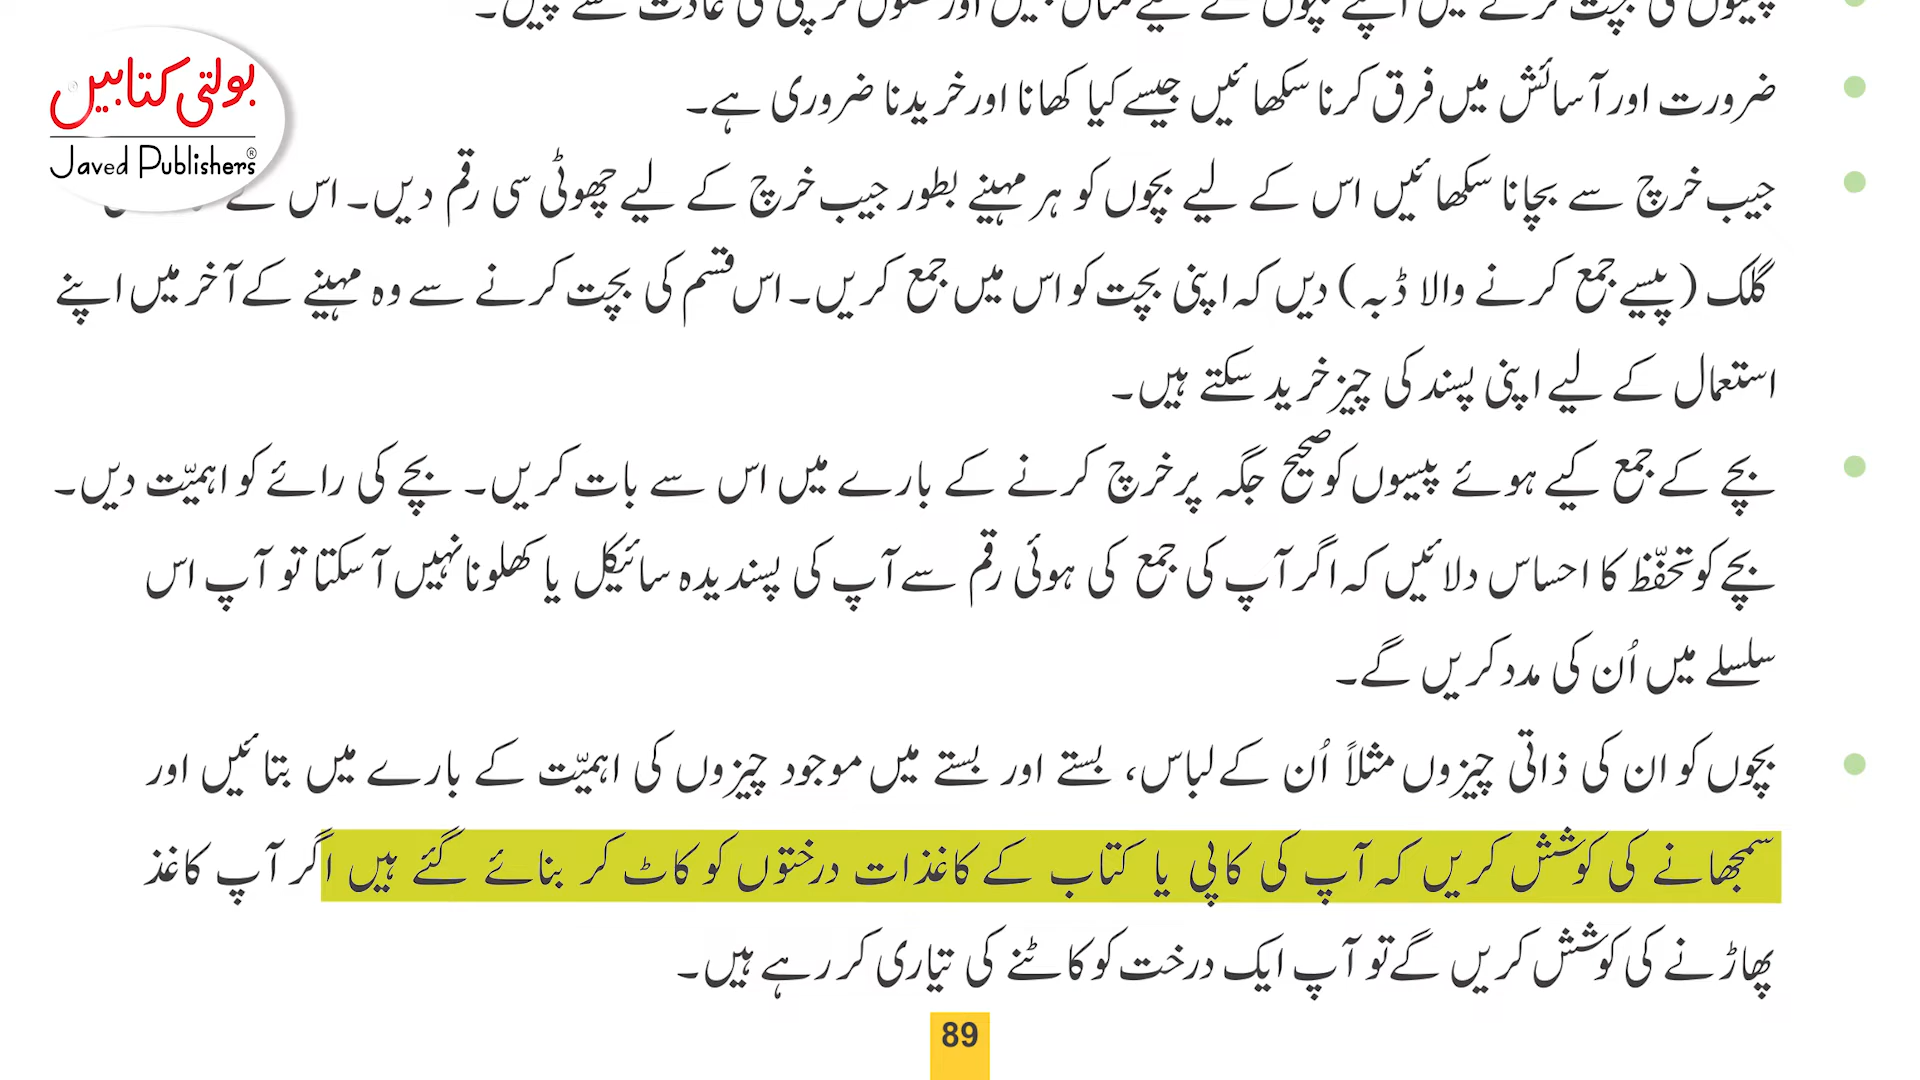 بولتی کتابیں
Javed Publishers®
ضرورت اور آسائش میں فرق کرنا سکھائیں جیسے کیا کھانا اور خریدنا ضروری ہے۔
جیب خرچ سے بچانا سکھائیں اس کے لیے بچوں کو ہر مہینے بطور جیب خرچ کے لیے چھوٹی سی رقم دیں۔ اس کے
گلک (پیسے جمع کرنے والا ڈبہ) دیں کہ اپنی بچت کو اس میں جمع کریں۔ اس قسم کی بچت کرنے سے وہ مہینے کے آخر میں اپنے
استعمال کے لیے اپنی پسند کی چیز خرید سکتے ہیں۔
بچے کے جمع کیے ہوئے پیسوں کو صحیح جگہ پر خرچ کرنے کے بارے میں اس سے بات کریں۔ بچے کی رائے کو اہمیّت دیں۔
بچے کو تحفّظ کا احساس دلائیں کہ اگر آپ کی جمع کی ہوئی رقم سے آپ کی پسندیدہ سائیکل یا کھلونا نہیں آ سکتا تو آپ اس
سلسلے میں اُن کی مدد کریں گے۔
بچوں کو ان کی ذاتی چیزوں مثلاً اُن کے لباس، بستے اور بستے میں موجود چیزوں کی اہمیّت کے بارے میں بتائیں اور
سمجھانے کی کوشش کریں کہ آپ کی کاپی یا کتاب کے کاغذات درختوں کو کاٹ کر بنائے گئے ہیں اگر آپ کاغذ
پھاڑنے کی کوشش کریں گے تو آپ ایک درخت کو کاٹنے کی تیاری کر رہے ہیں۔
89